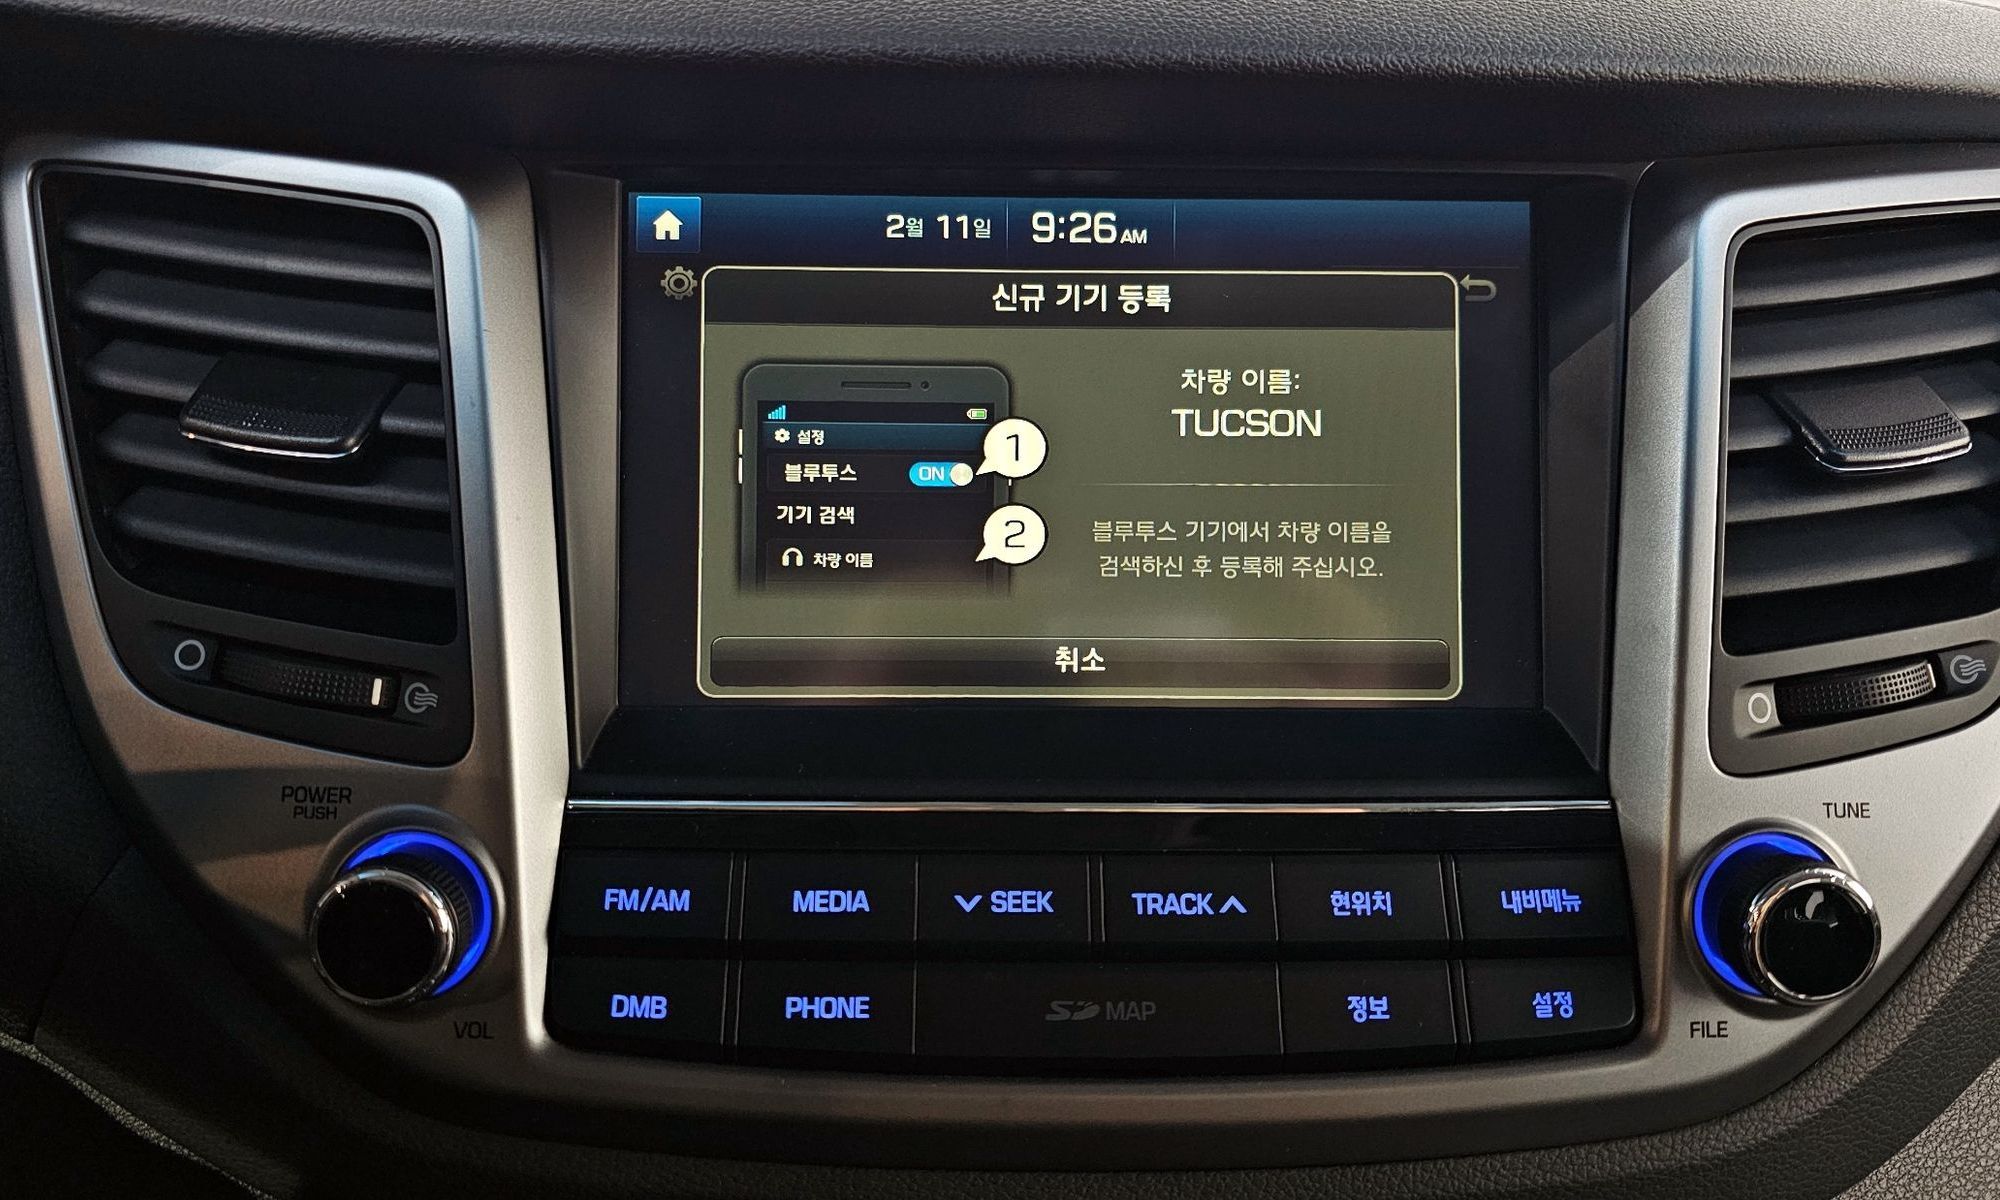 2월 11일 9:26 AM
신규 기기 등록
설정
블루투스 ON 1
기기 검색
2
차량 이름
차량 이름:
TUCSON
블루투스 기기에서 차량 이름을
검색하신 후 등록해 주십시오.
취소
POWER
PUSH
VOL
TUNE
FILE
FM/AM MEDIA SEEK TRACK 현위치 내비메뉴
DMB PHONE SD MAP 정보 설정